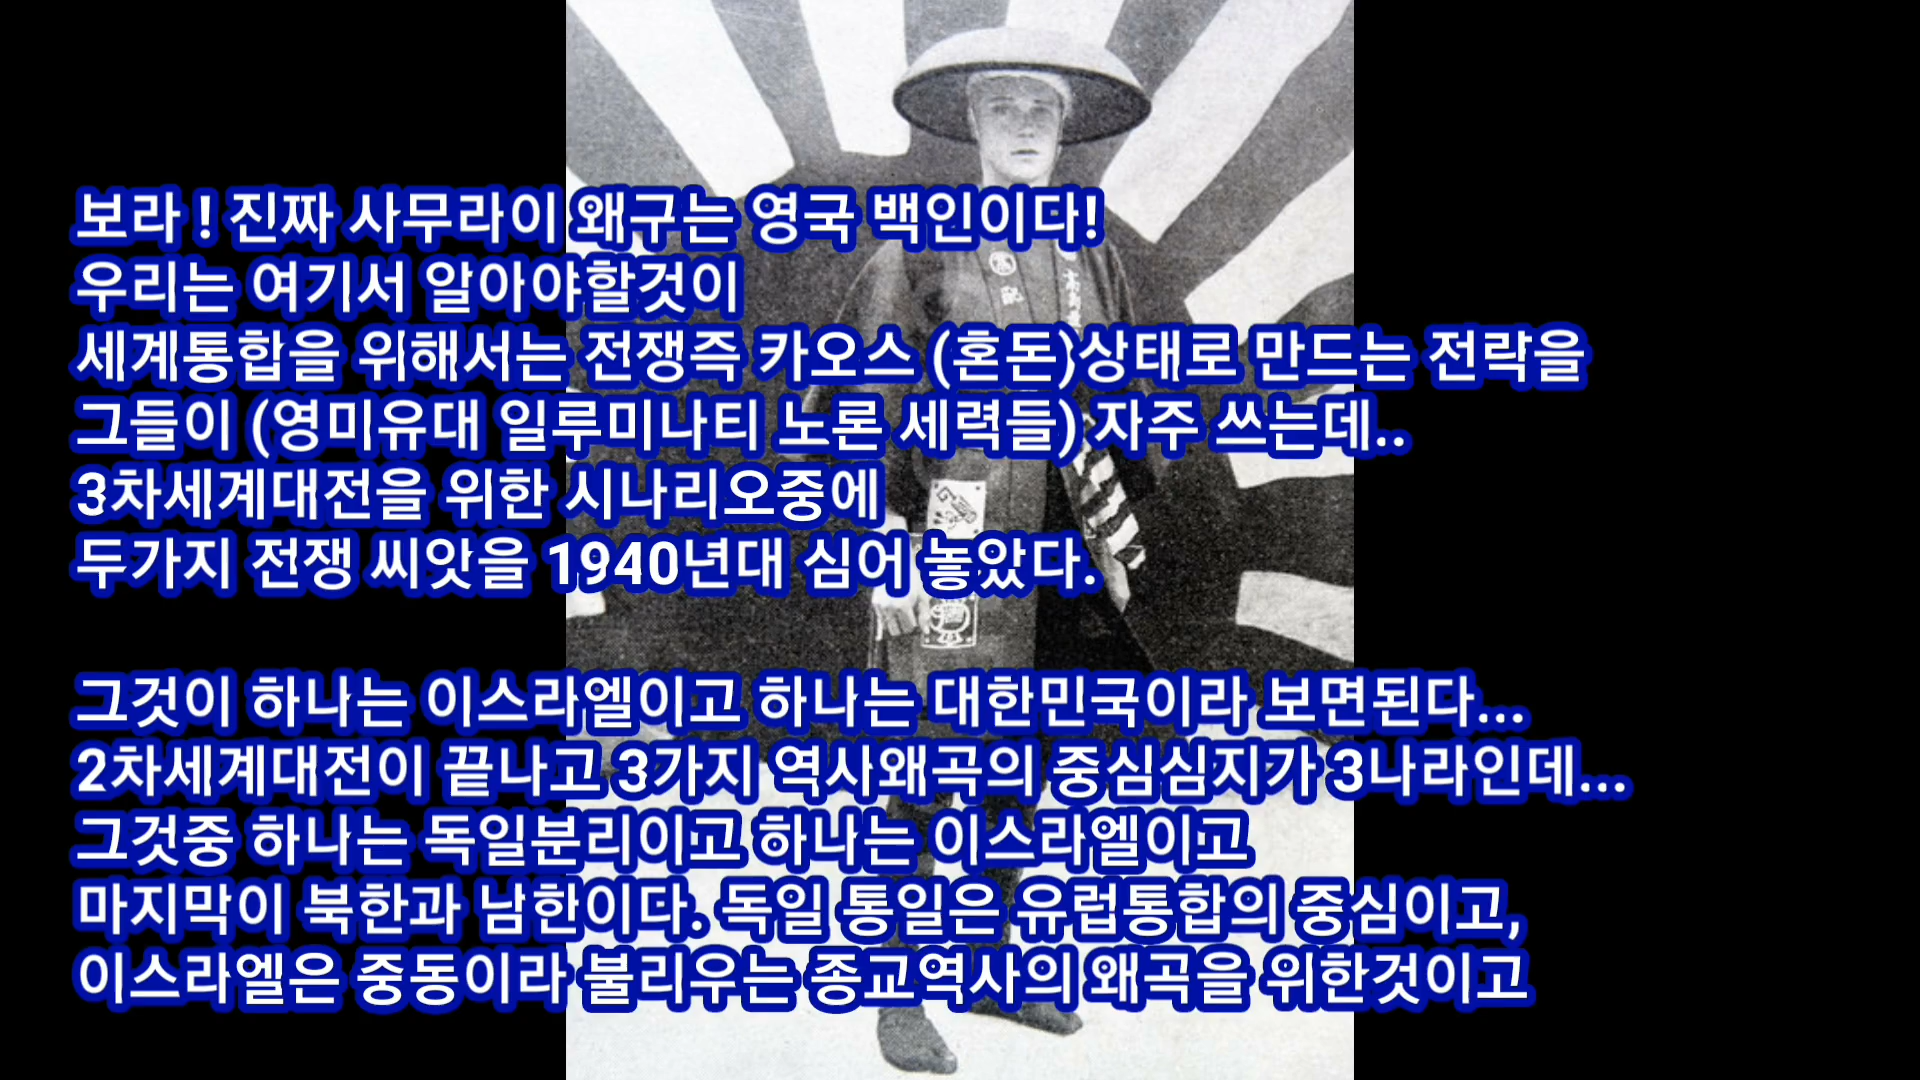 보라 ! 진짜 사무라이 왜구는 영국 백인이다!
우리는 여기서 알아야할것이
세계통합을 위해서는 전쟁즉 카오스 (혼돈)상태로 만드는 전략을
그들이 (영미유대 일루미나티 노론 세력들) 자주 쓰는데..
3차세계대전을 위한 시나리오중에
두가지 전쟁 씨앗을 1940년대 심어 놓았다.
그것이 하나는 이스라엘이고 하나는 대한민국이라 보면된다...
2차세계대전이 끝나고 3가지 역사왜곡의 중심심지가 3나라인데...
그것중 하나는 독일분리이고 하나는 이스라엘이고
마지막이 북한과 남한이다. 독일 통일은 유럽통합의 중심이고,
이스라엘은 중동이라 불리우는 종교역사의 왜곡을 위한것이고